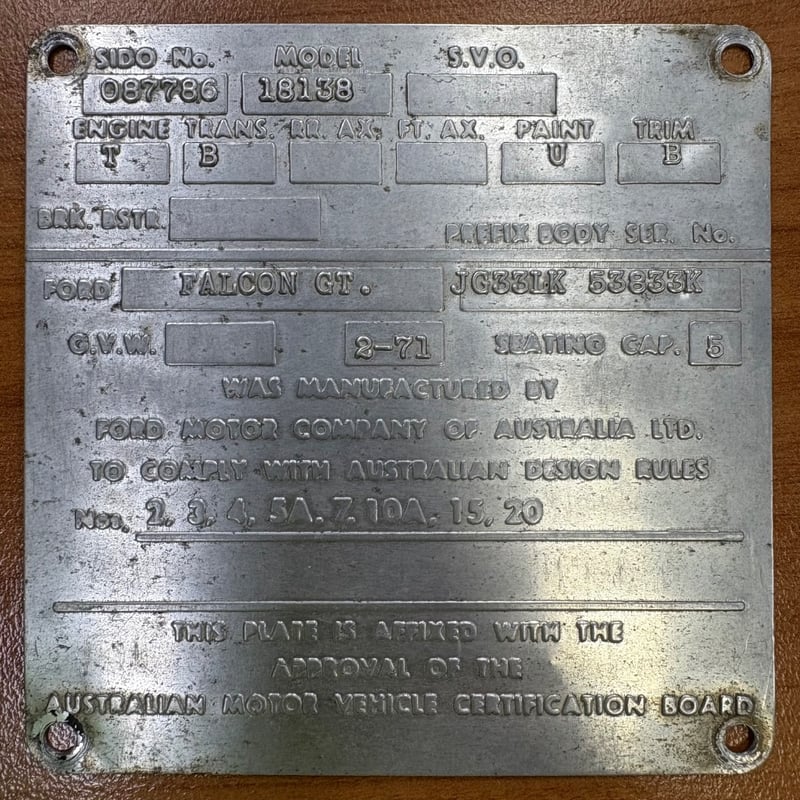 SIDO No. MODEL S.V.O.
087786 18138
ENGINE TRANS. RR. AX. FT. AX. PAINT TRIM
T B U B
BRK. BSTR. PREFIX BODY SER. No.
FORD FALCON GT. JG33LK 53833K
G.V.W. 2-71 SEATING CAP. 5
WAS MANUFACTURED BY
FORD MOTOR COMPANY OF AUSTRALIA LTD.
TO COMPLY WITH AUSTRALIAN DESIGN RULES
Nos. 2, 3, 4, 5A, 7, 10A, 15, 20
THIS PLATE IS AFFIXED WITH THE
APPROVAL OF THE
AUSTRALIAN MOTOR VEHICLE CERTIFICATION BOARD